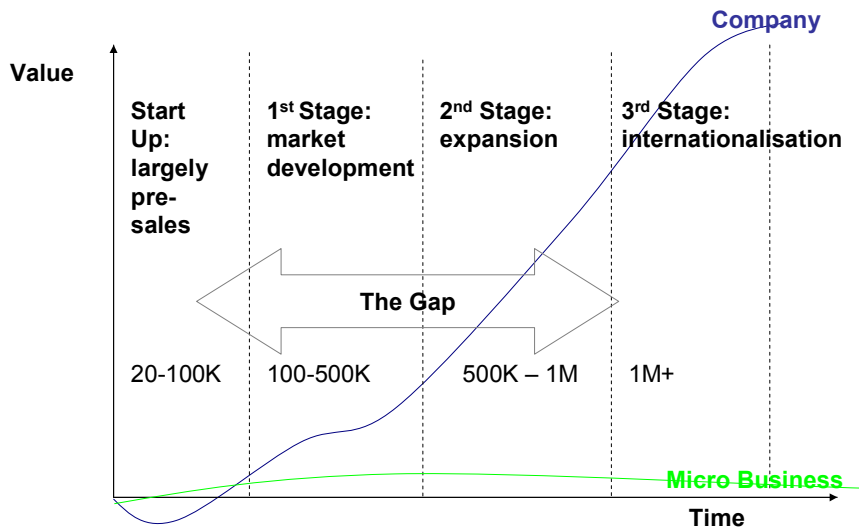 Company
Value
Start
Up:
largely
pre-
sales
1st Stage:
market
development
2nd Stage:
expansion
3rd Stage:
internationalisation
The Gap
20-100K
100-500K
500K – 1M
1M+
Micro Business
Time